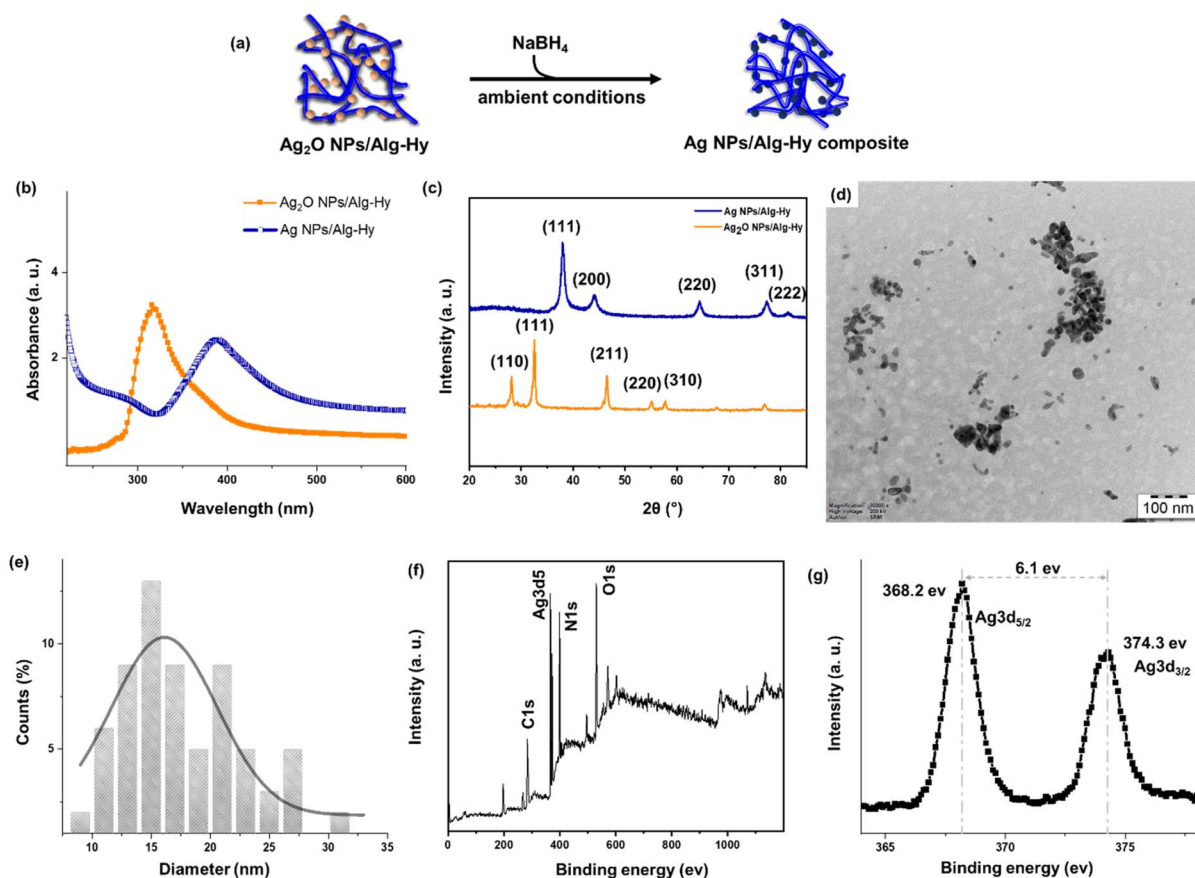 (a)
NaBH4
ambient conditions
Ag2O NPs/Alg-Hy
Ag NPs/Alg-Hy composite
(b)
Ag2O NPs/Alg-Hy
Ag NPs/Alg-Hy
Absorbance (a. u.)
4
2
300 400 500 600
Wavelength (nm)
(c)
Ag NPs/Alg-Hy
Ag2O NPs/Alg-Hy
(111)
(200)
(220)
(311)
(222)
(111)
(110)
(211)
(220)
(310)
Intensity (a. u.)
20 30 40 50 60 70 80
2θ (°)
(d)
100 nm
(e)
Counts (%)
10
5
10 15 20 25 30
Diameter (nm)
(f)
Intensity (a. u.)
C1s
Ag3d5
N1s
O1s
0 200 400 600 800 1000
Binding energy (ev)
(g)
6.1 ev
368.2 ev
Ag3d5/2
374.3 ev
Ag3d3/2
Intensity (a. u.)
365 370 375
Binding energy (ev)